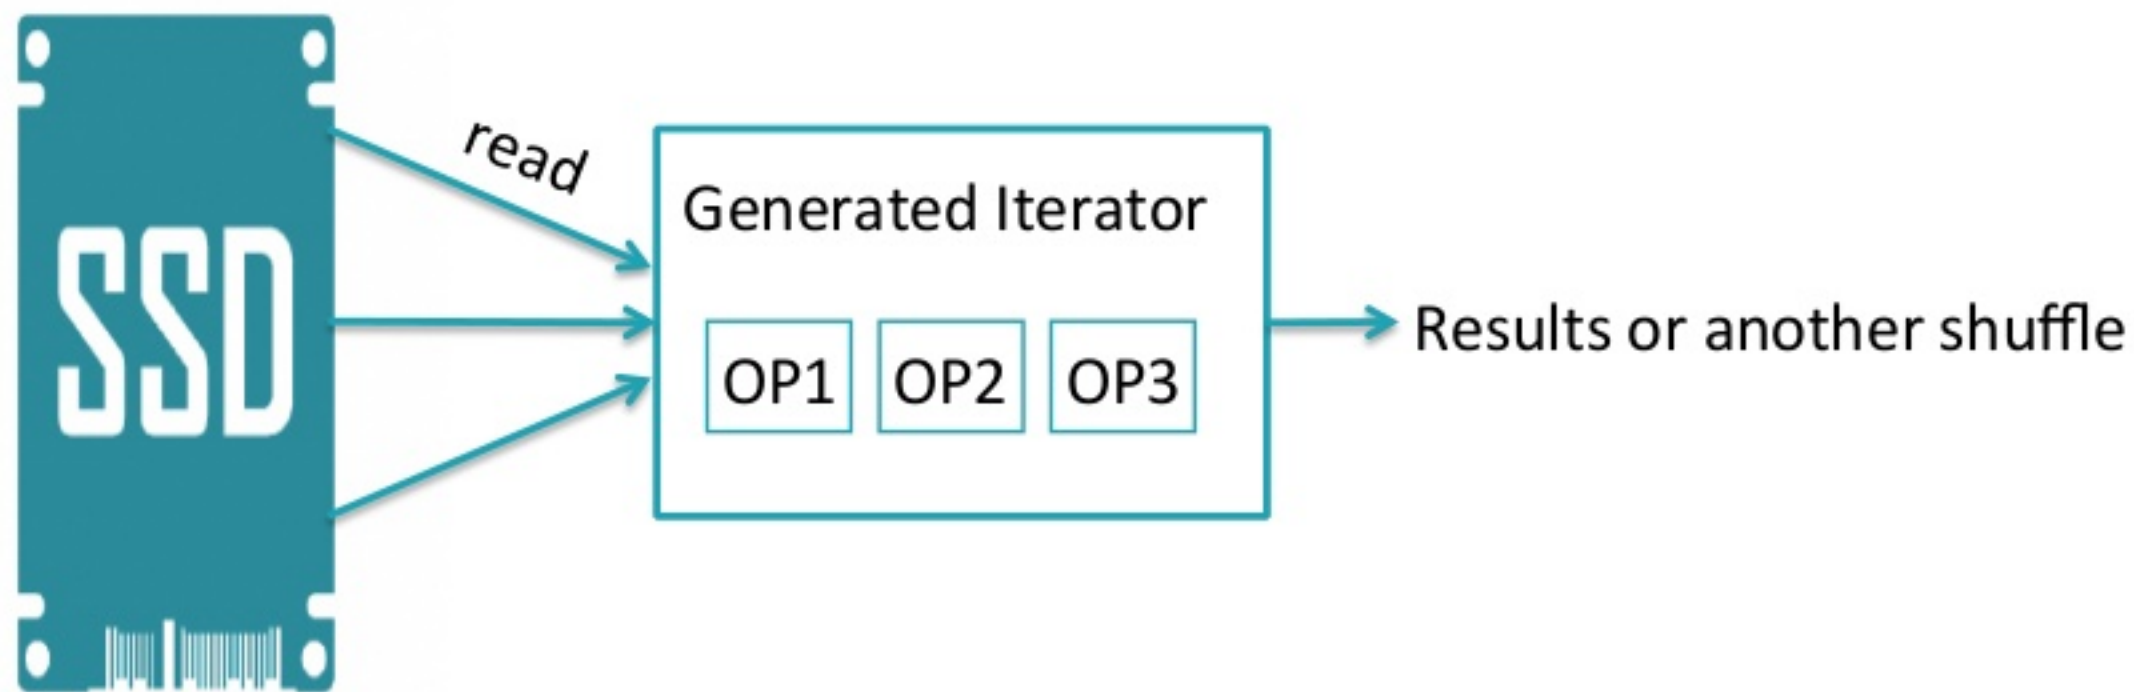 SSD
read
Generated Iterator
OP1 OP2 OP3
Results or another shuffle